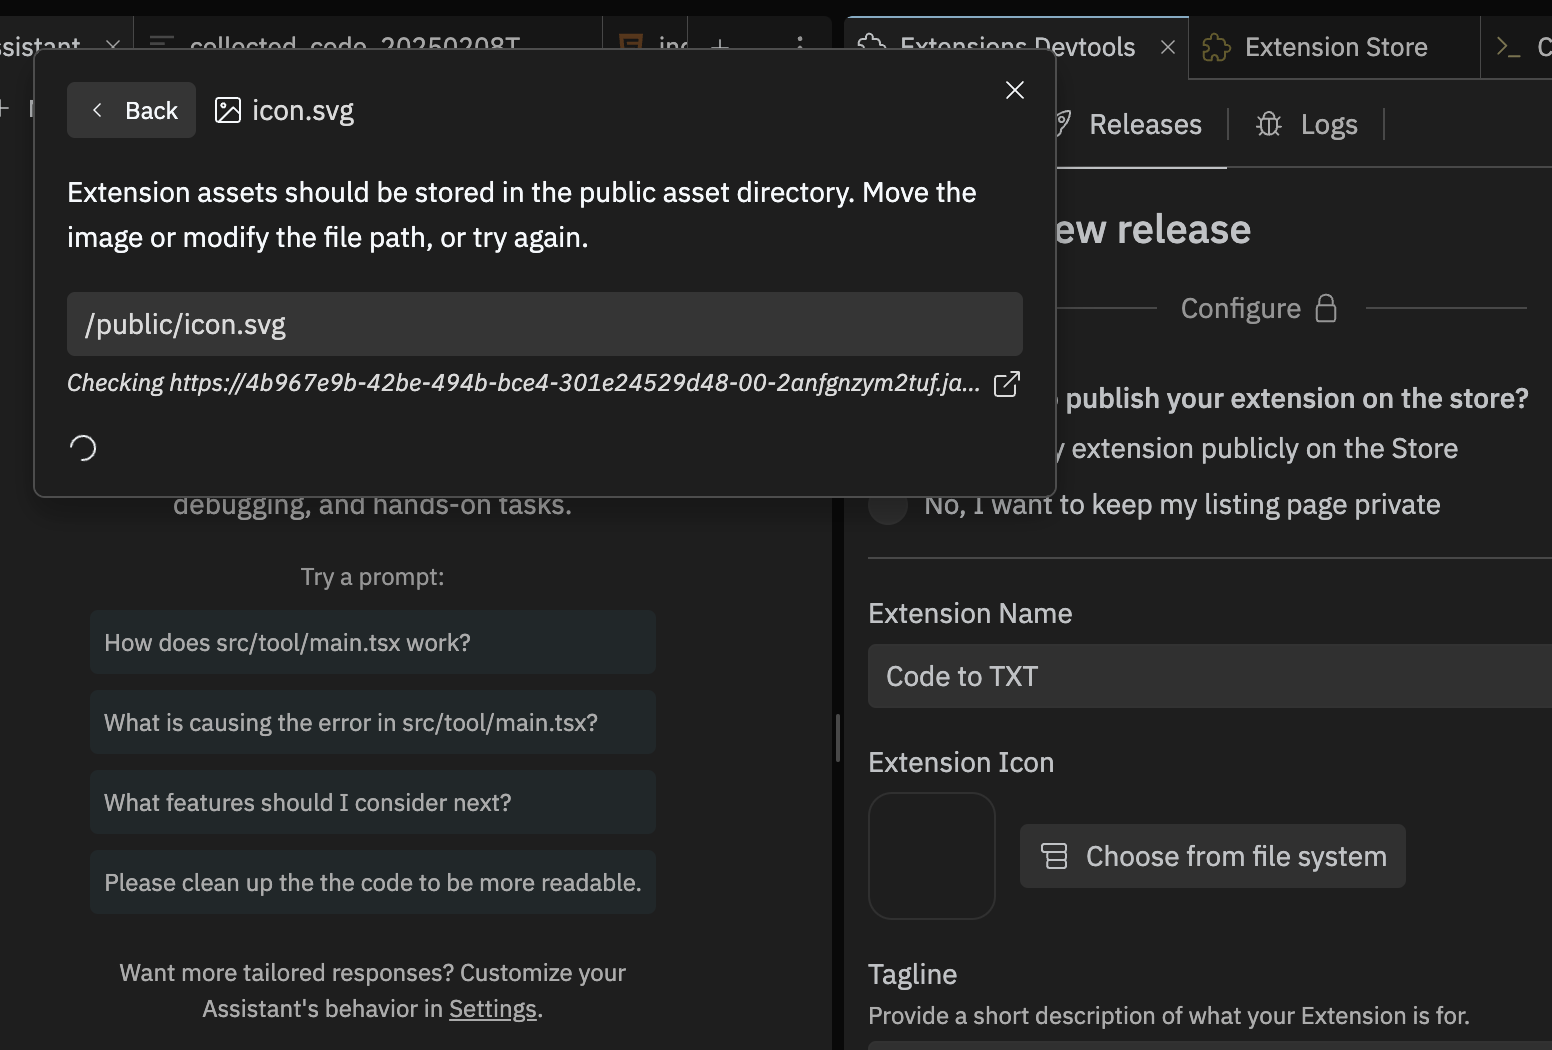 collected_code_20250208T
Extensions Devtools
Extension Store
Back
icon.svg
Releases
Logs
Extension assets should be stored in the public asset directory. Move the
image or modify the file path, or try again.
/public/icon.svg
Checking https://4b967e9b-42be-494b-bce4-301e24529d48-00-2anfgnzym2tuf.ja...
ew release
Configure
publish your extension on the store?
y extension publicly on the Store
No, I want to keep my listing page private
debugging, and hands-on tasks.
Try a prompt:
How does src/tool/main.tsx work?
What is causing the error in src/tool/main.tsx?
What features should I consider next?
Please clean up the the code to be more readable.
Want more tailored responses? Customize your
Assistant's behavior in Settings.
Extension Name
Code to TXT
Extension Icon
Choose from file system
Tagline
Provide a short description of what your Extension is for.